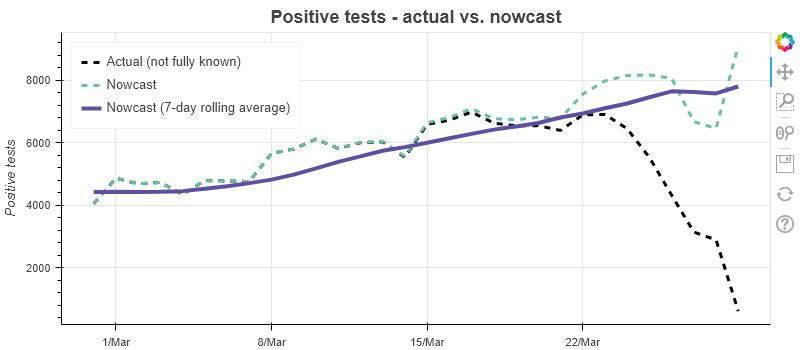 Positive tests - actual vs. nowcast
Actual (not fully known)
Nowcast
Nowcast (7-day rolling average)
Positive tests
8000
6000
4000
2000
1/Mar
8/Mar
15/Mar
22/Mar